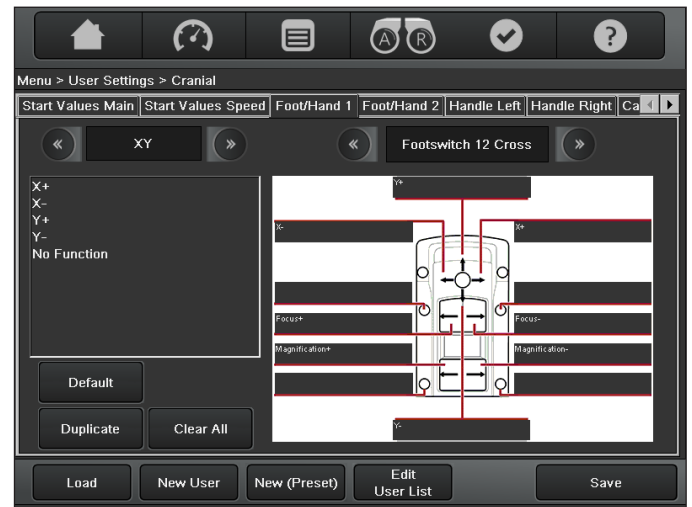 A R ?
Menu > User Settings > Cranial
Start Values Main Start Values Speed Foot/Hand 1 Foot/Hand 2 Handle Left Handle Right Ca
« XY » « Footswitch 12 Cross »
X+
X-
Y+
Y-
No Function
Y+
X- X+
Focus+ Focus-
Magnification+ Magnification-
Y-
Default
Duplicate Clear All
Load New User New (Preset) Edit User List Save